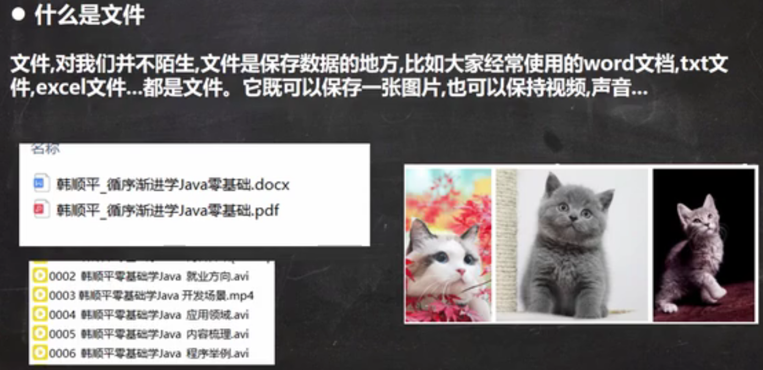 ● 什么是文件
文件,对我们并不陌生,文件是保存数据的地方,比如大家经常使用的word文档,txt文
件,excel文件...都是文件。它既可以保存一张图片,也可以保持视频,声音...
名称
韩顺平_循序渐进学Java零基础.docx
韩顺平_循序渐进学Java零基础.pdf
0002 韩顺平零基础学Java 就业方向.avi
0003 韩顺平零基础学Java 开发场景.mp4
0004 韩顺平零基础学Java 应用领域.avi
0005 韩顺平零基础学Java 内容梳理.avi
0006 韩顺平零基础学Java 程序举例.avi